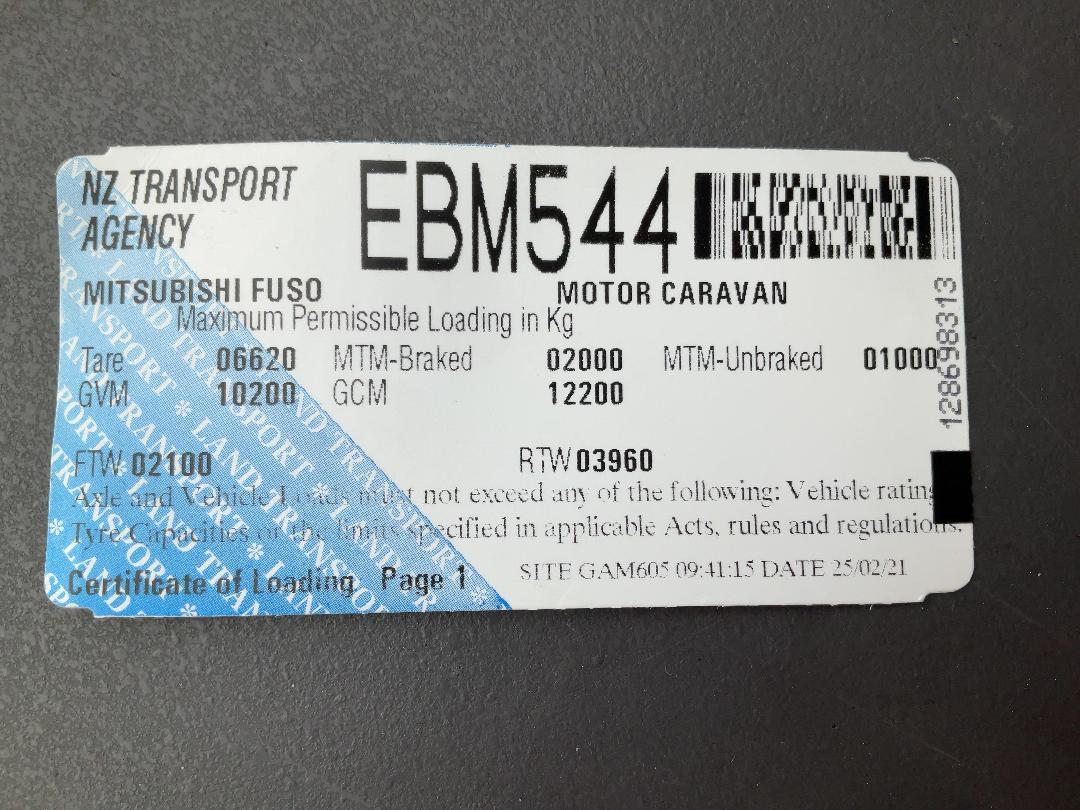 NZ TRANSPORT
AGENCY
EBM544
MITSUBISHI FUSO MOTOR CARAVAN
Maximum Permissible Loading in Kg
Tare 06620 MTM-Braked 02000 MTM-Unbraked 01000
GVM 10200 GCM 12200
FTW 02100 RTW 03960
Axle and Vehicle Loads must not exceed any of the following: Vehicle rating
Tyre Capacities or the limits specified in applicable Acts, rules and regulations.
Certificate of Loading Page 1 SITE GAM605 09:41:15 DATE 25/02/21
128698313